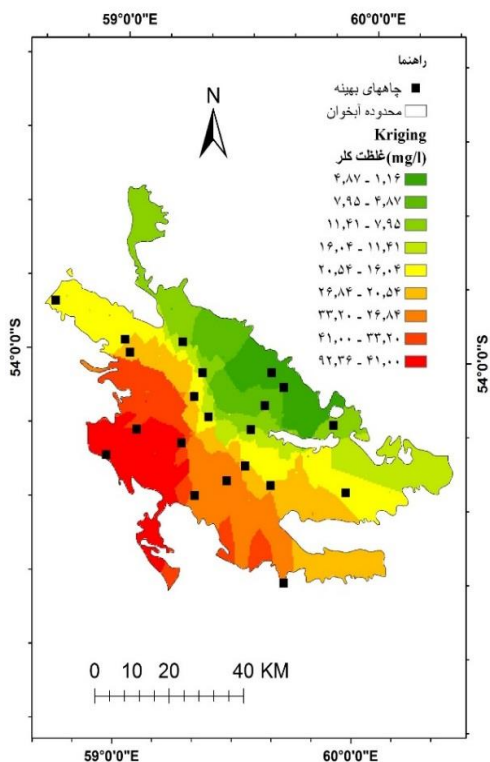 59°0'0"E 60°0'0"E
راهنما
چاههای بهینه
محدوده آبخوان
Kriging
غلظت کلر(mg/l)
۴,۸۷ - ۱,۱۶
۷,۹۵ - ۴,۸۷
۱۱,۴۱ - ۷,۹۵
۱۶,۰۴ - ۱۱,۴۱
۲۰,۵۴ - ۱۶,۰۴
۲۶,۸۴ - ۲۰,۵۴
۳۳,۲۰ - ۲۶,۸۴
۴۱,۰۰ - ۳۳,۲۰
۹۲,۳۶ - ۴۱,۰۰
N
54°0'0"S
54°0'0"S
0 10 20 40 KM
59°0'0"E 60°0'0"E